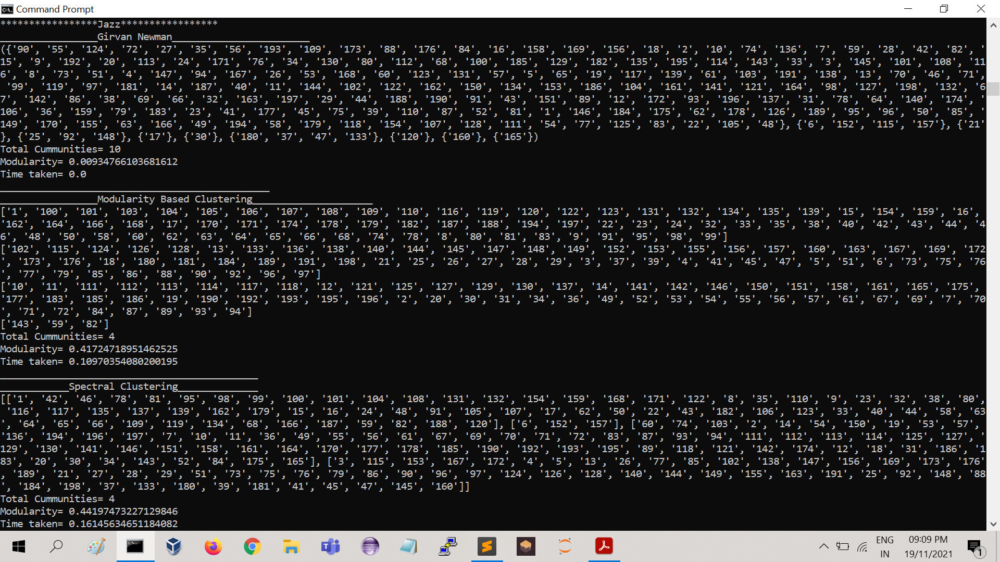 Command Prompt
*****************Jazz*****************
_________________Girvan Newman________________________
({'90', '55', '124', '72', '27', '35', '56', '193', '109', '173', '88', '176', '84', '16', '158', '169', '156', '18', '2', '10', '74', '136', '7', '59', '28', '42', '82', '
15', '9', '192', '20', '113', '24', '171', '76', '34', '130', '80', '112', '68', '100', '185', '129', '182', '135', '195', '114', '143', '33', '3', '145', '101', '108', '11
6', '8', '73', '51', '4', '147', '94', '167', '26', '53', '168', '60', '123', '131', '57', '5', '65', '19', '117', '139', '61', '103', '191', '138', '13', '70', '46', '71',
 '99', '119', '97', '181', '14', '187', '40', '11', '144', '102', '122', '162', '150', '134', '153', '186', '104', '161', '141', '121', '164', '98', '127', '198', '132', '6
7', '142', '86', '38', '69', '66', '32', '163', '197', '29', '44', '188', '190', '91', '43', '151', '89', '12', '172', '93', '196', '137', '31', '78', '64', '140', '174', '
106', '36', '159', '79', '183', '23', '41', '177', '45', '75', '39', '110', '87', '52', '81', '1', '146', '184', '175', '62', '178', '126', '189', '95', '96', '50', '85', '
149', '170', '155', '63', '166', '49', '194', '58', '179', '118', '154', '107', '128', '111', '54', '77', '125', '83', '22', '105', '48'}, {'6', '152', '115', '157'}, {'21'
}, {'25', '92', '148'}, {'17'}, {'30'}, {'180', '37', '47', '133'}, {'120'}, {'160'}, {'165'})
Total Cummunities= 10
Modularity= 0.00934766103681612
Time taken= 0.0
_______________________________________________
_________________Modularity Based Clustering_____________________
['1', '100', '101', '103', '104', '105', '106', '107', '108', '109', '110', '116', '119', '120', '122', '123', '131', '132', '134', '135', '139', '15', '154', '159', '16',
'162', '164', '166', '168', '17', '170', '171', '174', '178', '179', '182', '187', '188', '194', '197', '22', '23', '24', '32', '33', '35', '38', '40', '42', '43', '44', '4
6', '48', '50', '58', '60', '62', '63', '64', '65', '66', '68', '74', '78', '8', '80', '81', '83', '9', '91', '95', '98', '99']
['102', '115', '124', '126', '128', '13', '133', '136', '138', '140', '144', '145', '147', '148', '149', '152', '153', '155', '156', '157', '160', '163', '167', '169', '172
', '173', '176', '18', '180', '181', '184', '189', '191', '198', '21', '25', '26', '27', '28', '29', '3', '37', '39', '4', '41', '45', '47', '5', '51', '6', '73', '75', '76
', '77', '79', '85', '86', '88', '90', '92', '96', '97']
['10', '11', '111', '112', '113', '114', '117', '118', '12', '121', '125', '127', '129', '130', '137', '14', '141', '142', '146', '150', '151', '158', '161', '165', '175',
'177', '183', '185', '186', '19', '190', '192', '193', '195', '196', '2', '20', '30', '31', '34', '36', '49', '52', '53', '54', '55', '56', '57', '61', '67', '69', '7', '70
', '71', '72', '84', '87', '89', '93', '94']
['143', '59', '82']
Total Cummunities= 4
Modularity= 0.41724718951462525
Time taken= 0.10970354080200195
_____________________________________________
____________Spectral Clustering______________
[['1', '42', '46', '78', '81', '95', '98', '99', '100', '101', '104', '108', '131', '132', '154', '159', '168', '171', '122', '8', '35', '110', '9', '23', '32', '38', '80',
 '116', '117', '135', '137', '139', '162', '179', '15', '16', '24', '48', '91', '105', '107', '17', '62', '50', '22', '43', '182', '106', '123', '33', '40', '44', '58', '63
', '64', '65', '66', '109', '119', '134', '68', '166', '187', '59', '82', '188', '120'], ['6', '152', '157'], ['60', '74', '103', '2', '14', '54', '150', '19', '53', '57',
'136', '194', '196', '197', '7', '10', '11', '36', '49', '55', '56', '61', '67', '69', '70', '71', '72', '83', '87', '93', '94', '111', '112', '113', '114', '125', '127', '
129', '130', '141', '146', '151', '158', '161', '164', '170', '177', '178', '185', '190', '192', '193', '195', '89', '118', '121', '142', '174', '12', '18', '31', '186', '1
83', '20', '30', '34', '143', '52', '84', '175', '165'], ['3', '115', '153', '167', '172', '4', '5', '13', '26', '77', '85', '102', '138', '147', '156', '169', '173', '176'
, '189', '21', '27', '28', '29', '51', '73', '75', '76', '79', '86', '90', '96', '97', '124', '126', '128', '140', '144', '149', '155', '163', '191', '25', '92', '148', '88
', '184', '198', '37', '133', '180', '39', '181', '41', '45', '47', '145', '160']]
Total Cummunities= 4
Modularity= 0.44197473227129846
Time taken= 0.16145634651184082
ENG
IN
09:09 PM
19/11/2021
1